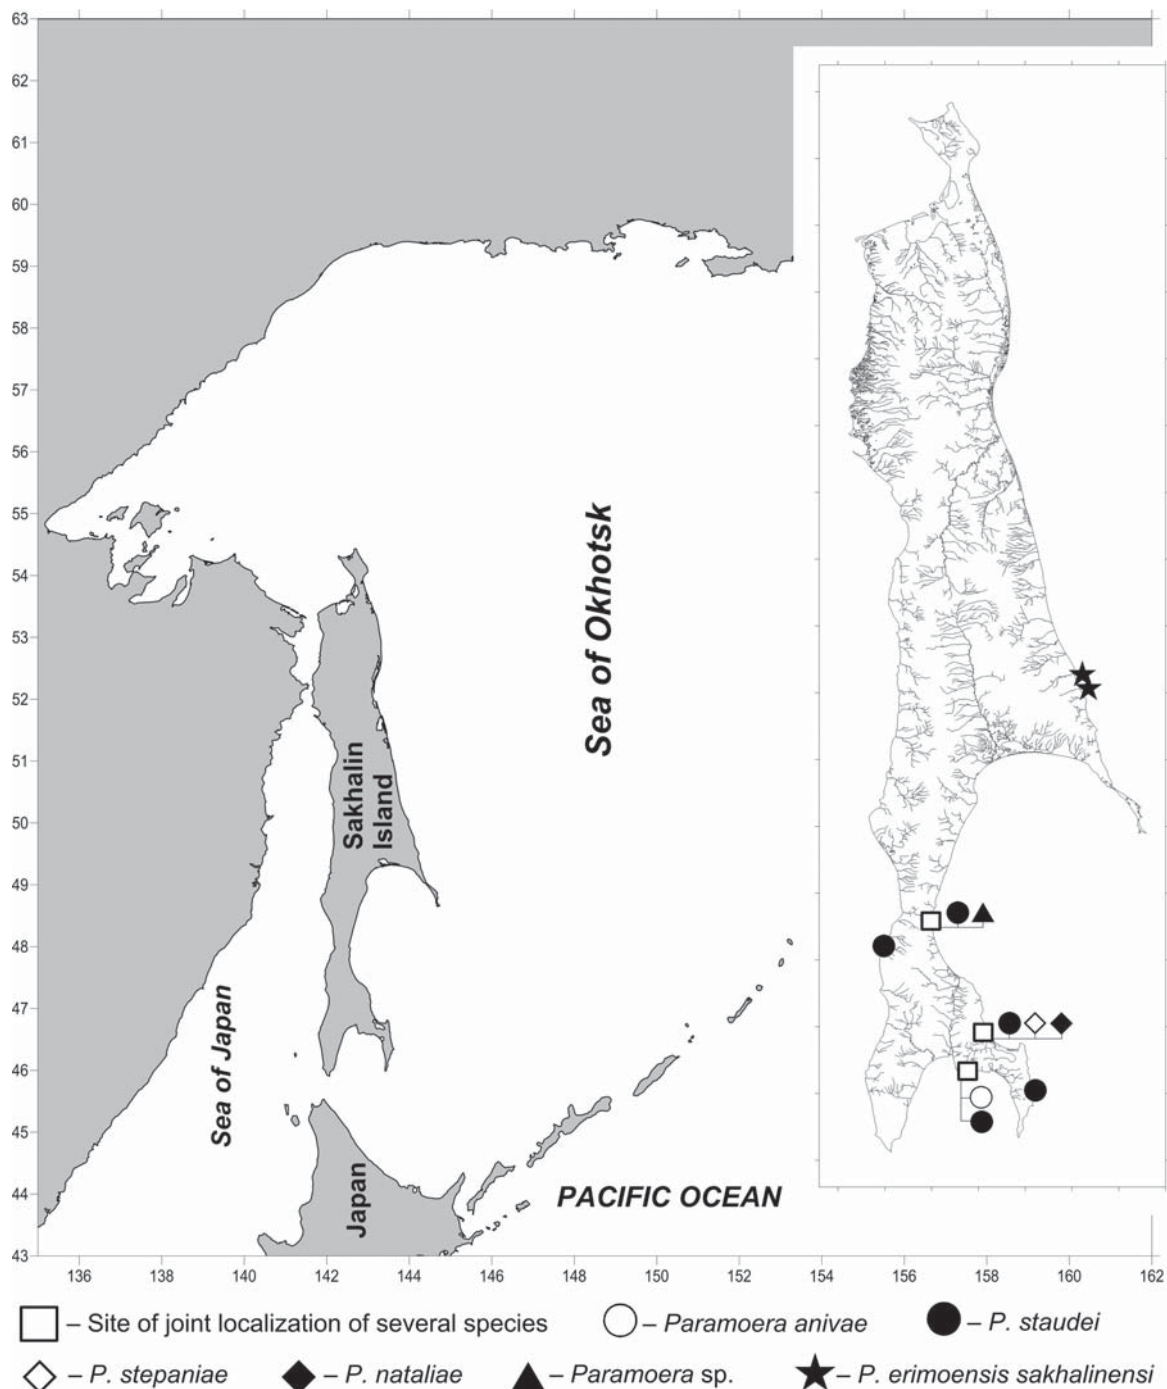 63
62
61
60
59
58
57
56
55
54
53
52
51
50
49
48
47
46
45
44
43
Sea of Okhotsk
Sakhalin
Island
Sea of Japan
Japan
PACIFIC OCEAN
136 138 140 142 144 146 148 150 152 154 156 158 160 162
– Site of joint localization of several species – Paramoera anivae – P. staudei
– P. stepaniae – P. nataliae – Paramoera sp. – P. erimoensis sakhalinensi